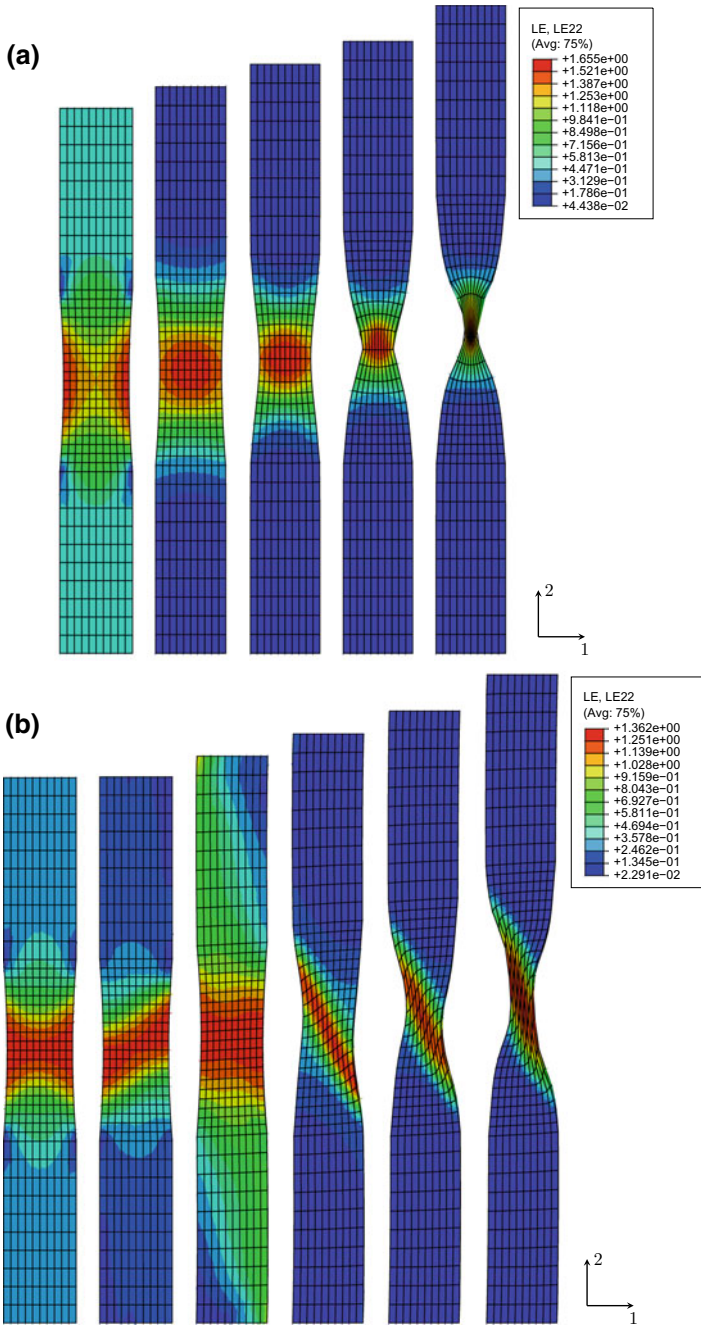 (a)
LE, LE22
(Avg: 75%)
+1.655e+00
+1.521e+00
+1.387e+00
+1.253e+00
+1.118e+00
+9.841e−01
+8.498e−01
+7.156e−01
+5.813e−01
+4.471e−01
+3.129e−01
+1.786e−01
+4.438e−02
2
1
(b)
LE, LE22
(Avg: 75%)
+1.362e+00
+1.251e+00
+1.139e+00
+1.028e+00
+9.159e−01
+8.043e−01
+6.927e−01
+5.811e−01
+4.694e−01
+3.578e−01
+2.462e−01
+1.345e−01
+2.291e−02
2
1